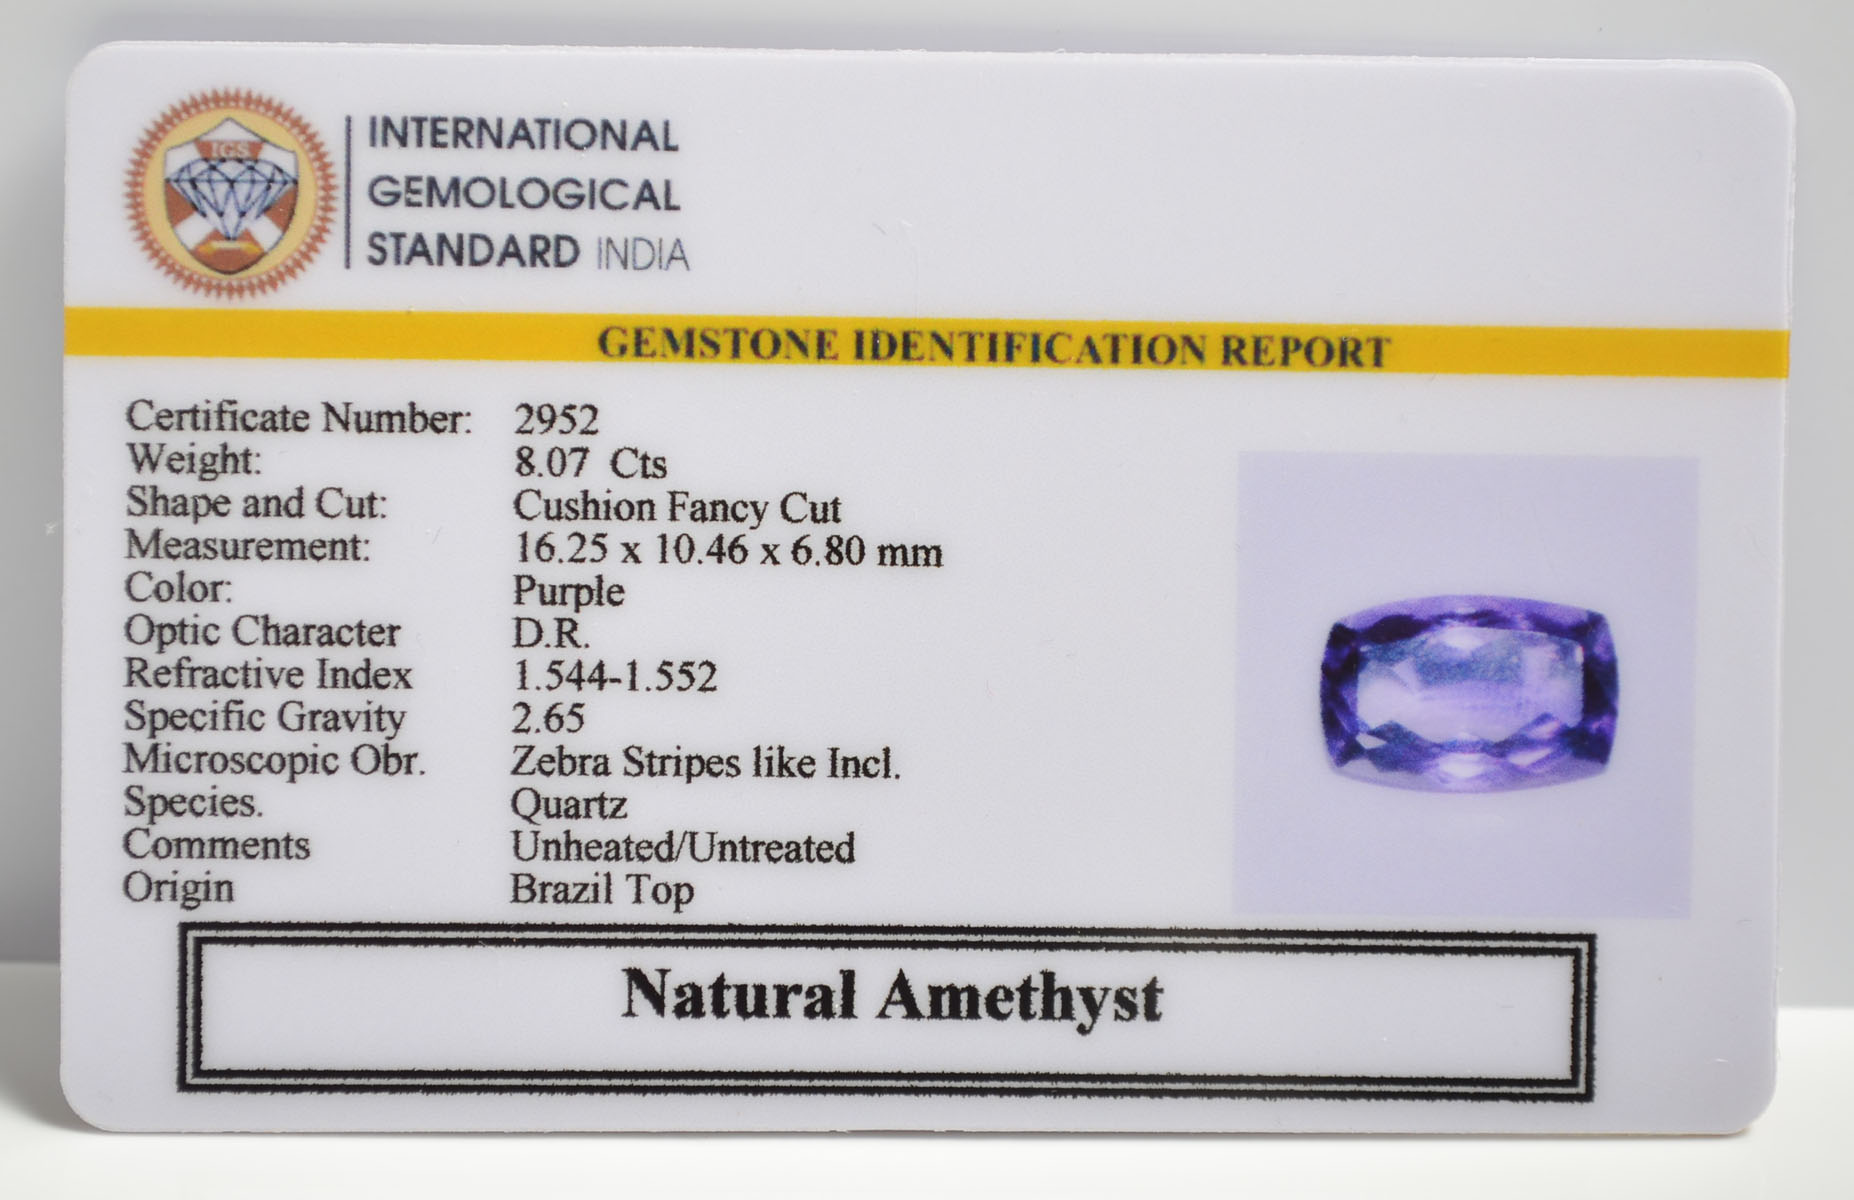 IGS
INTERNATIONAL
GEMOLOGICAL
STANDARD INDIA
GEMSTONE IDENTIFICATION REPORT
Certificate Number: 2952
Weight: 8.07 Cts
Shape and Cut: Cushion Fancy Cut
Measurement: 16.25 x 10.46 x 6.80 mm
Color: Purple
Optic Character D.R.
Refractive Index 1.544-1.552
Specific Gravity 2.65
Microscopic Obr. Zebra Stripes like Incl.
Species. Quartz
Comments Unheated/Untreated
Origin Brazil Top
Natural Amethyst